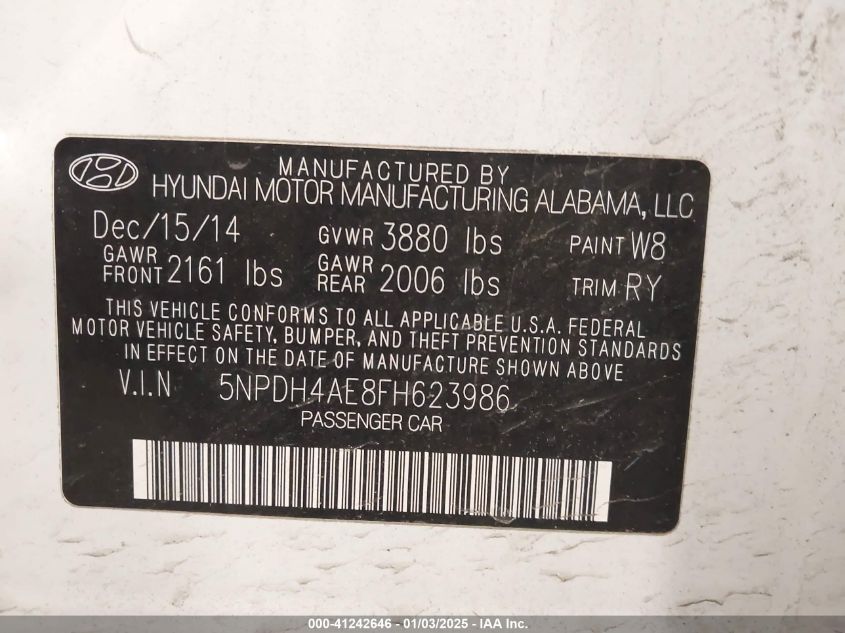 MANUFACTURED BY
HYUNDAI MOTOR MANUFACTURING ALABAMA, LLC
Dec/15/14 GVWR 3880 lbs PAINT W8
GAWR FRONT 2161 lbs GAWR REAR 2006 lbs TRIM RY
THIS VEHICLE CONFORMS TO ALL APPLICABLE U.S.A. FEDERAL
MOTOR VEHICLE SAFETY, BUMPER, AND THEFT PREVENTION STANDARDS
IN EFFECT ON THE DATE OF MANUFACTURE SHOWN ABOVE
V.I.N 5NPDH4AE8FH623986
PASSENGER CAR
000-41242646 - 01/03/2025 - IAA Inc.